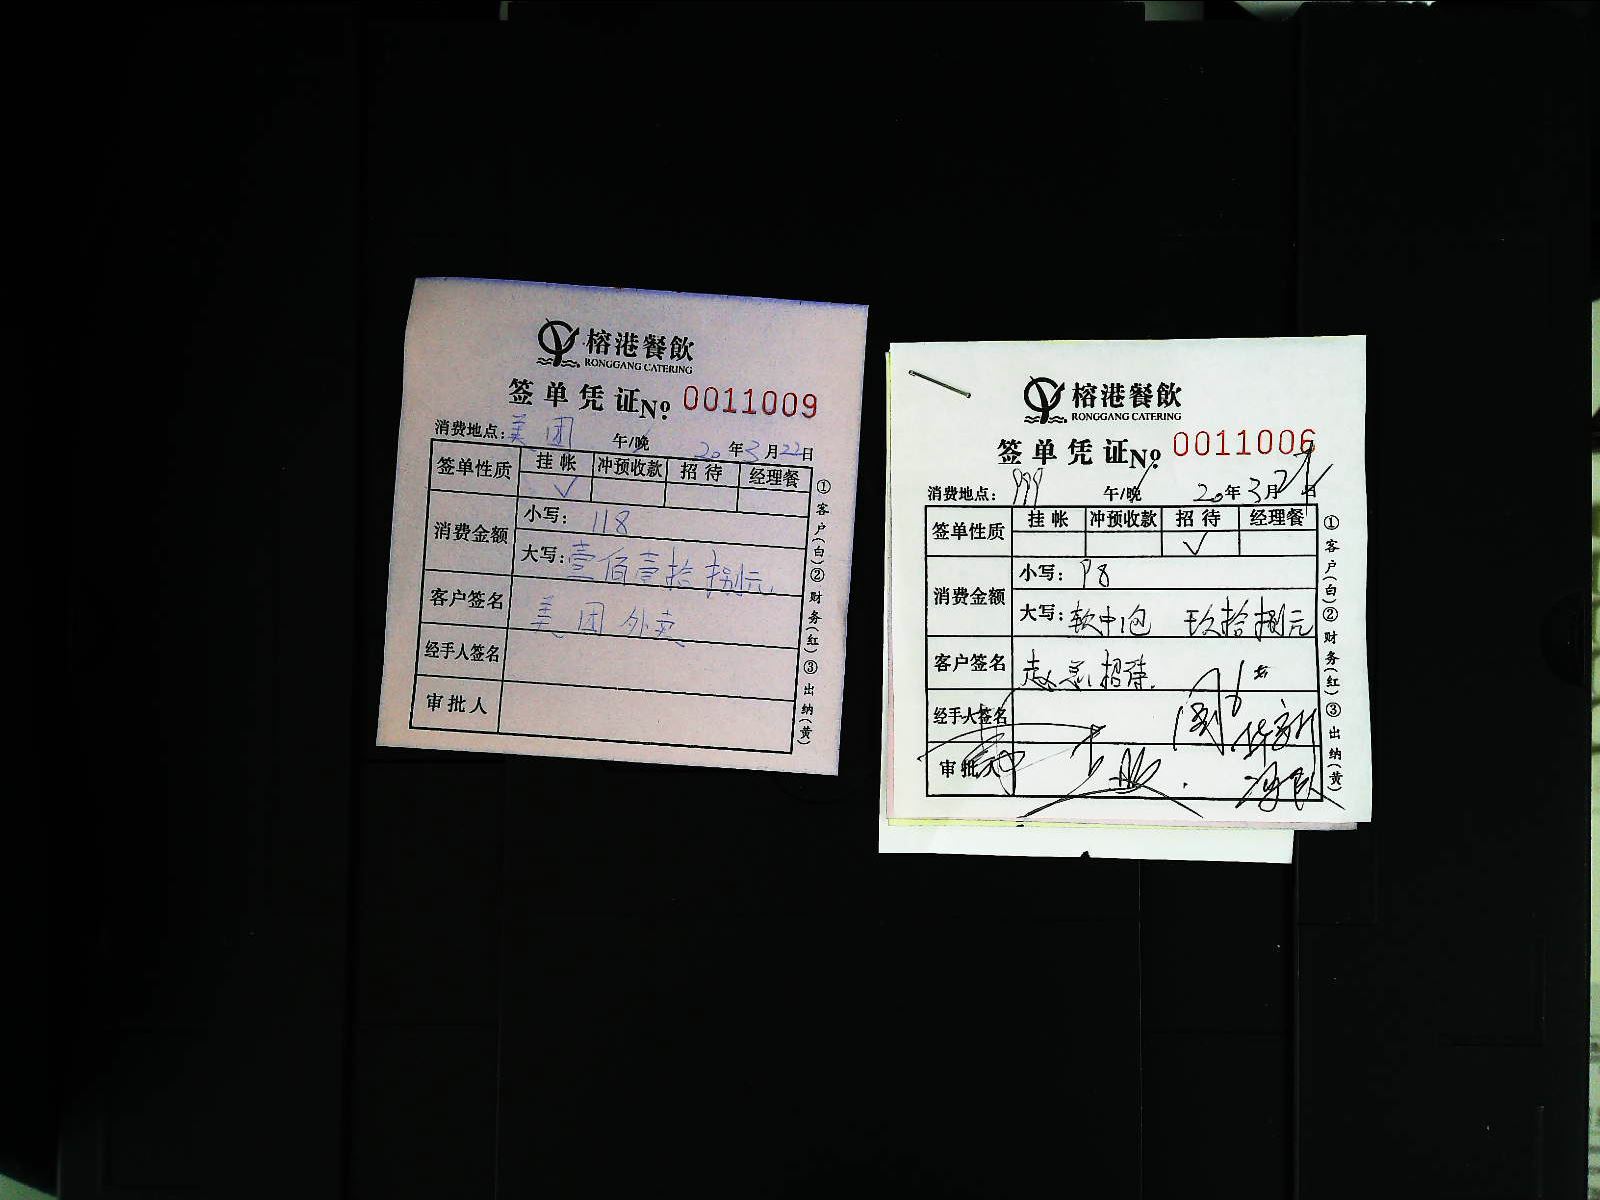 榕港餐飲
RONGGANG CATERING
签单凭证 No. 0011009
消费地点:美团 午/晚 20年3月22日
签单性质 挂帐 冲预收款 招待 经理餐
√
消费金额 小写:118
大写:壹佰壹拾捌元
客户签名 美团外卖
经手人签名
审批人
①客户(白)②财务(红)③出纳(黄)
榕港餐飲
RONGGANG CATERING
签单凭证 No. 0011006
消费地点:999 午/晚 20年3月2日
签单性质 挂帐 冲预收款 招待 经理餐
√
消费金额 小写:98
大写:软中1包 玖拾捌元
客户签名 赵总招待.
经手人签名
审批人
①客户(白)②财务(红)③出纳(黄)